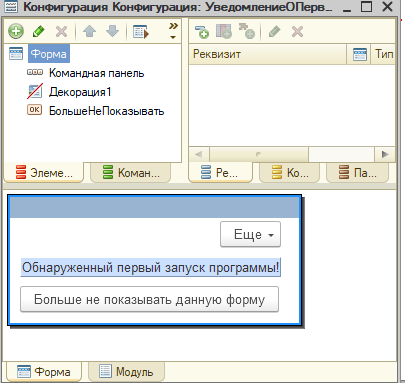 Конфигурация Конфигурация: УведомлениеОПерв...
Форма
Командная панель
Декорация1
OK
БольшеНеПоказывать
Реквизит
Тип
Элеме...
Коман...
Ре...
Ко...
Па...
Еще
Обнаруженный первый запуск программы!
Больше не показывать данную форму
Форма
Модуль